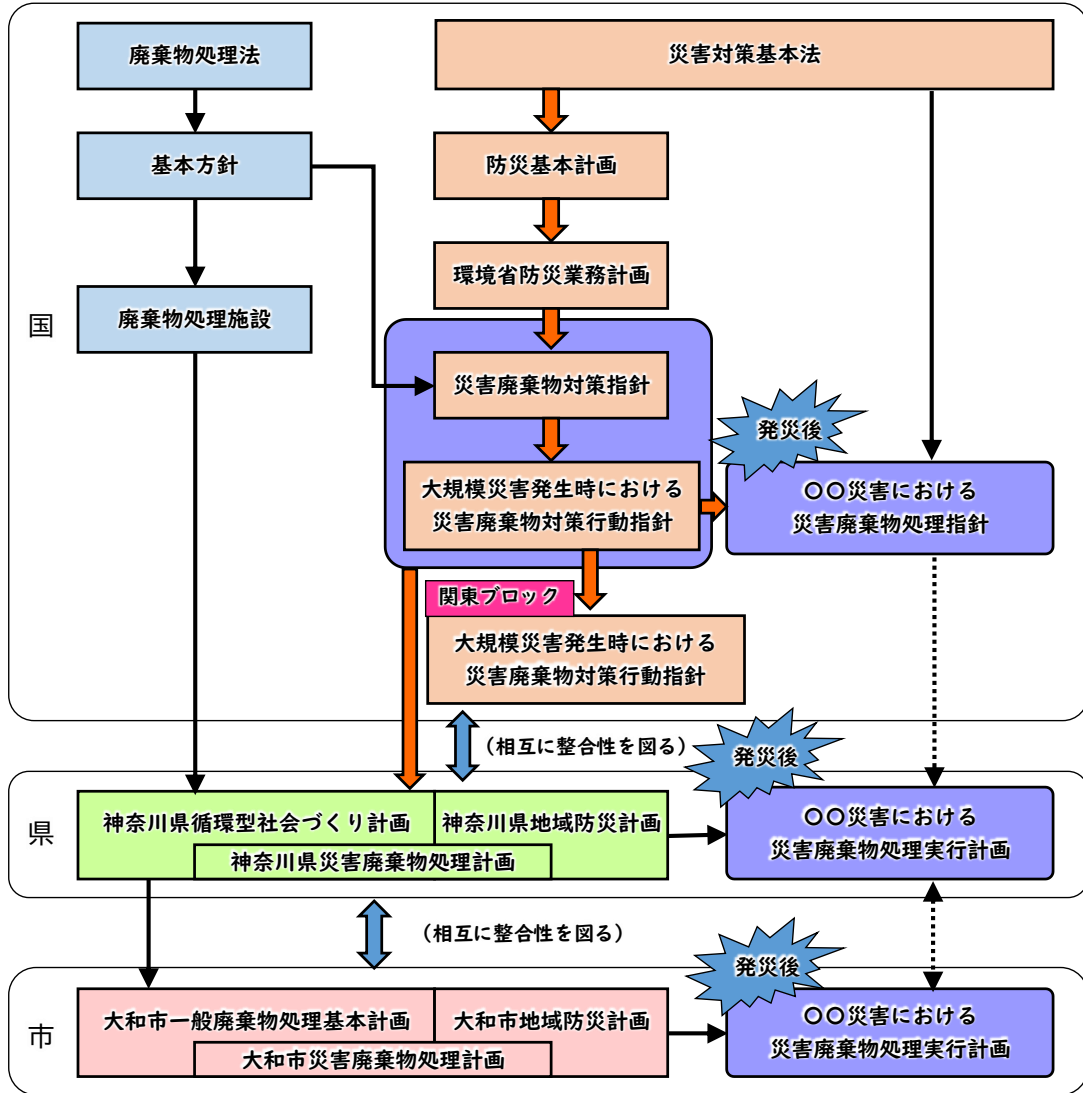 廃棄物処理法
災害対策基本法
基本方針
防災基本計画
環境省防災業務計画
国
廃棄物処理施設
災害廃棄物対策指針
発災後
大規模災害発生時における
災害廃棄物対策行動指針
〇〇災害における
災害廃棄物処理指針
関東ブロック
大規模災害発生時における
災害廃棄物対策行動指針
(相互に整合性を図る)
発災後
県
神奈川県循環型社会づくり計画
神奈川県地域防災計画
神奈川県災害廃棄物処理計画
〇〇災害における
災害廃棄物処理実行計画
(相互に整合性を図る)
発災後
市
大和市一般廃棄物処理基本計画
大和市地域防災計画
大和市災害廃棄物処理計画
〇〇災害における
災害廃棄物処理実行計画